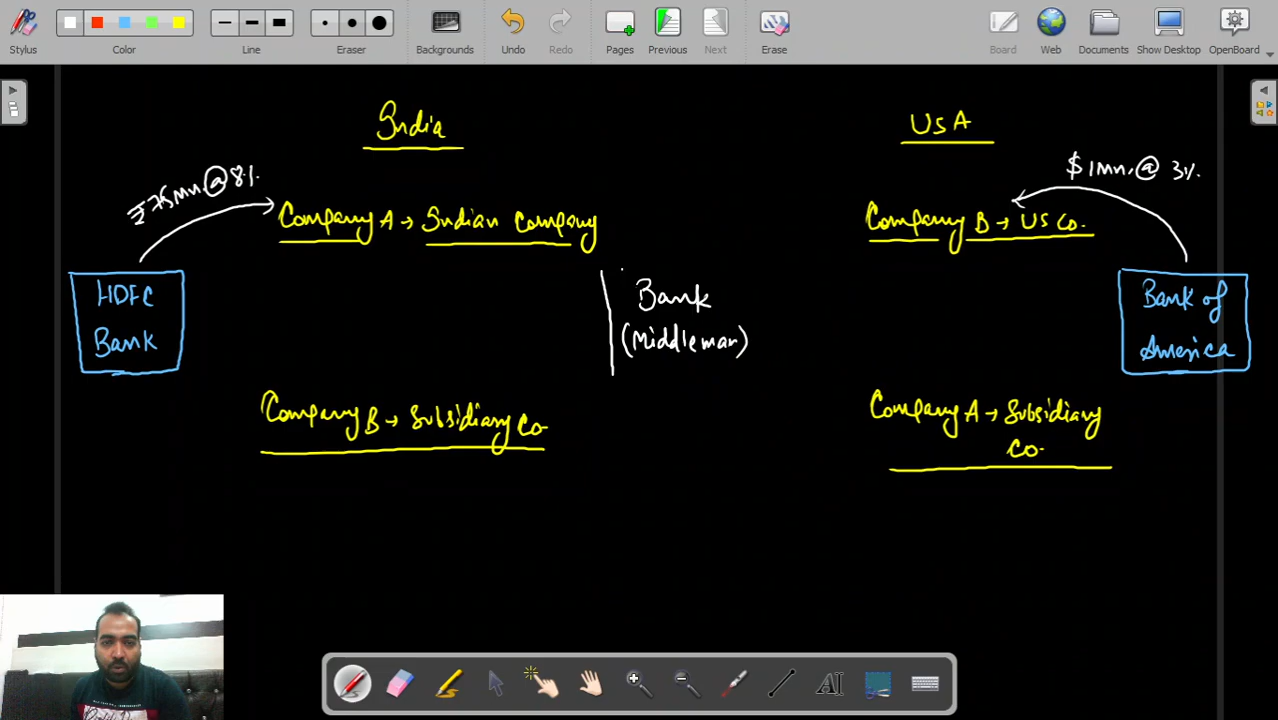 Stylus
Color
Line
Eraser
Backgrounds
Undo
Redo
Pages
Previous
Next
Erase
Board
Web
Documents
Show Desktop
OpenBoard
India
USA
₹75mn@8%
$1mn.@ 3%
Company A → Indian Company
Company B → US Co.
HDFC
Bank
Bank
(Middleman)
Bank of
America
Company B → Subsidiary Co
Company A → Subsidiary
Co.
AI